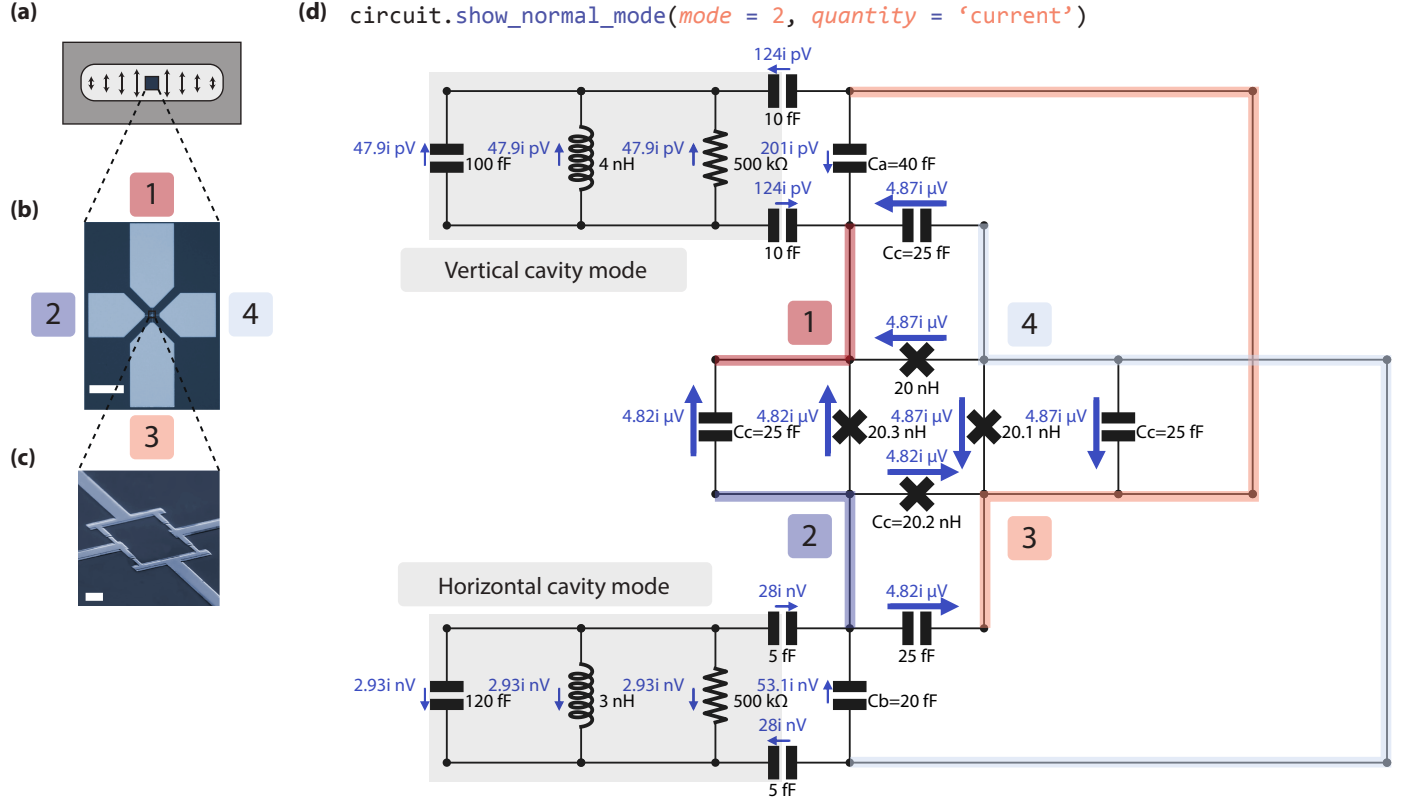 (a)
(d) circuit.show_normal_mode(mode = 2, quantity = ‘current’)
124i pV
10 fF
47.9i pV
100 fF
47.9i pV
4 nH
47.9i pV
500 kΩ
201i pV
Ca=40 fF
124i pV
10 fF
4.87i µV
Cc=25 fF
Vertical cavity mode
(b)
1
2
4
3
(c)
1
4
4.87i µV
20 nH
4.82i µV
Cc=25 fF
4.82i µV
20.3 nH
4.87i µV
20.1 nH
4.87i µV
Cc=25 fF
4.82i µV
Cc=20.2 nH
2
3
Horizontal cavity mode
28i nV
5 fF
4.82i µV
25 fF
2.93i nV
120 fF
2.93i nV
3 nH
2.93i nV
500 kΩ
53.1i nV
Cb=20 fF
28i nV
5 fF